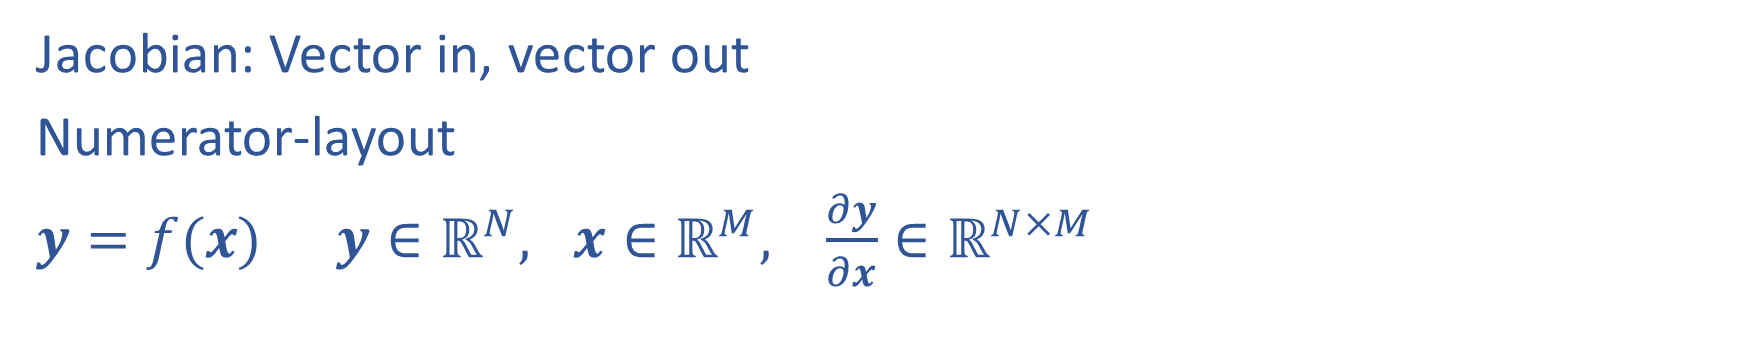 Jacobian: Vector in, vector out
Numerator-layout
𝒚 = 𝑓(𝒙) 𝒚 ∈ ℝ^𝑁, 𝒙 ∈ ℝ^𝑀, ∂𝒚/∂𝒙 ∈ ℝ^{𝑁×𝑀}